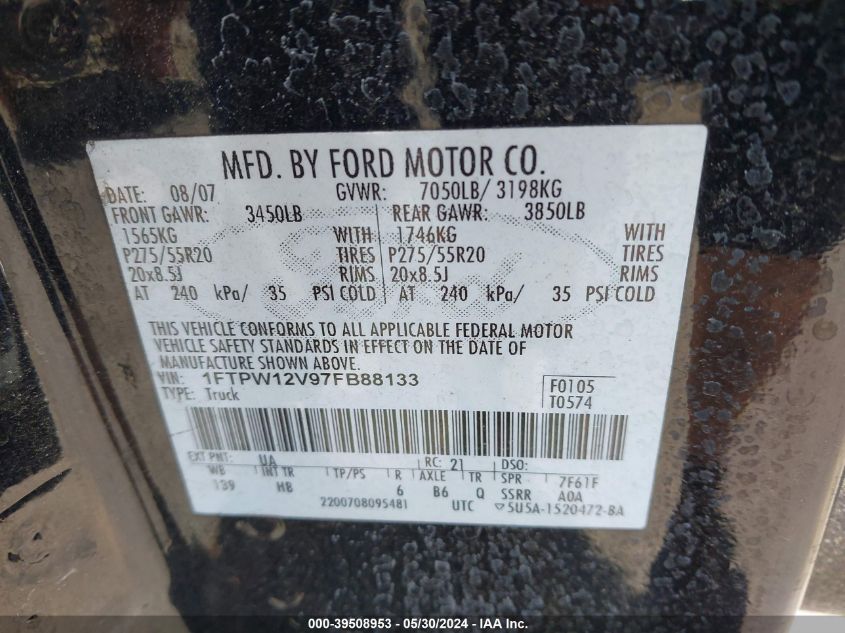 MFD. BY FORD MOTOR CO.
DATE: 08/07 GVWR: 7050LB/ 3198KG
FRONT GAWR: 3450LB REAR GAWR: 3850LB
1565KG WITH 1746KG WITH
P275/55R20 TIRES P275/55R20 TIRES
20x8.5J RIMS 20x8.5J RIMS
AT 240 kPa/ 35 PSI COLD AT 240 kPa/ 35 PSI COLD
THIS VEHICLE CONFORMS TO ALL APPLICABLE FEDERAL MOTOR
VEHICLE SAFETY STANDARDS IN EFFECT ON THE DATE OF
MANUFACTURE SHOWN ABOVE.
VIN: 1FTPW12V97FB88133 F0105
TYPE: Truck T0574
EXT PNT: UA RC: 21 DSO:
WB INT TR TP/PS R AXLE TR SPR 7F61F
139 HB 6 B6 Q SSRR A0A
2200708095481 UTC ▽5U5A-1520472-BA
000-39508953 - 05/30/2024 - IAA Inc.